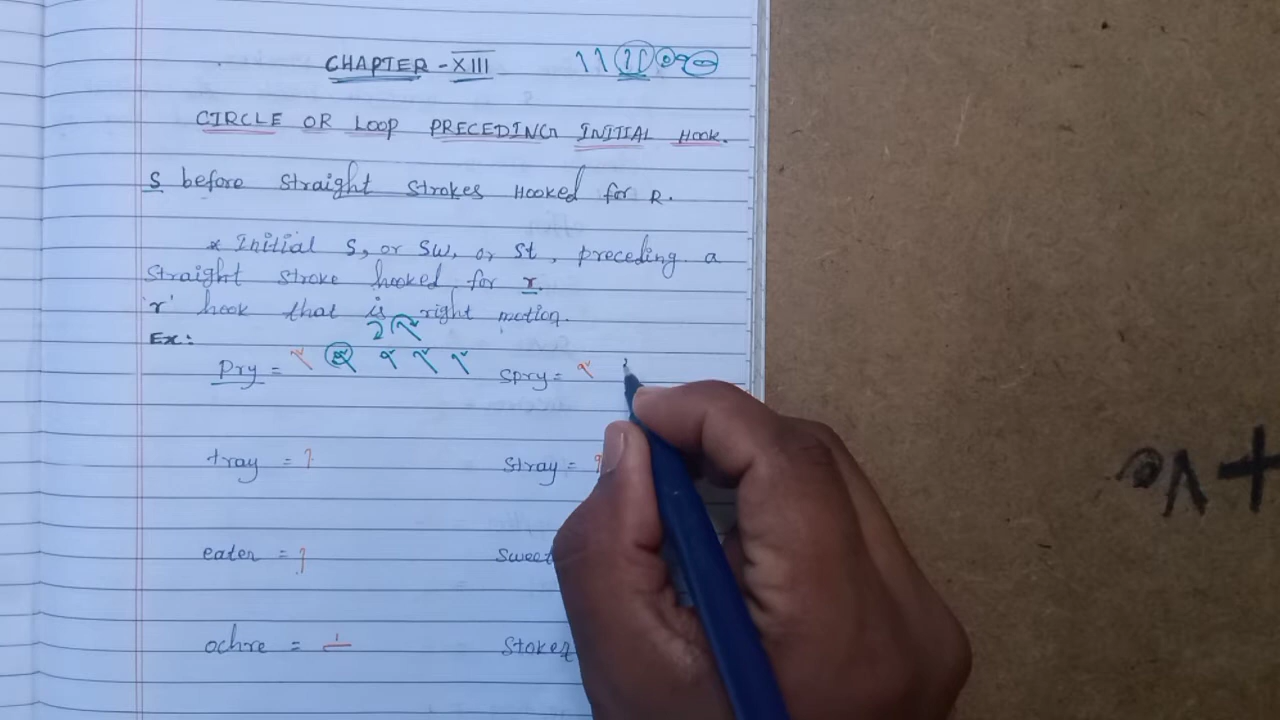 CHAPTER - XIII
CIRCLE OR LOOP PRECEDING INITIAL HOOK.
S before straight strokes Hooked for R.
* Initial S, or SW, or St, preceding a
straight stroke hooked for r.
'r' hook that is right motion.
Ex:
Pry = Spry =
tray = Stray =
eater = Sweet
ochre = Stoker